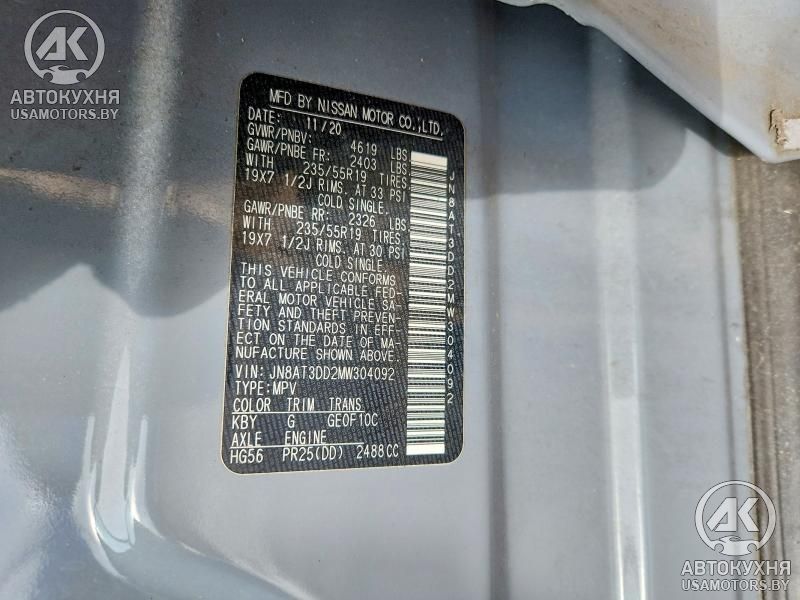 AK
АВТОКУХНЯ
USAMOTORS.BY
MFD BY NISSAN MOTOR CO.,LTD.
DATE: 11/20
GVWR/PNBV: 4619 LBS
GAWR/PNBE FR: 2403 LBS
WITH 235/55R19 TIRES.
19X7 1/2J RIMS. AT 33 PSI
COLD SINGLE.
GAWR/PNBE RR: 2326 LBS
WITH 235/55R19 TIRES.
19X7 1/2J RIMS. AT 30 PSI
COLD SINGLE.
THIS VEHICLE CONFORMS
TO ALL APPLICABLE FED-
ERAL MOTOR VEHICLE SA-
FETY AND THEFT PREVEN-
TION STANDARDS IN EFF-
ECT ON THE DATE OF MA-
NUFACTURE SHOWN ABOVE.
VIN: JN8AT3DD2MW304092
TYPE:MPV
COLOR TRIM TRANS
KBY G GE0F10C
AXLE ENGINE
HG56 PR25(DD) 2488CC
JN8AT3DD2MW304092
AK
АВТОКУХНЯ
USAMOTORS.BY